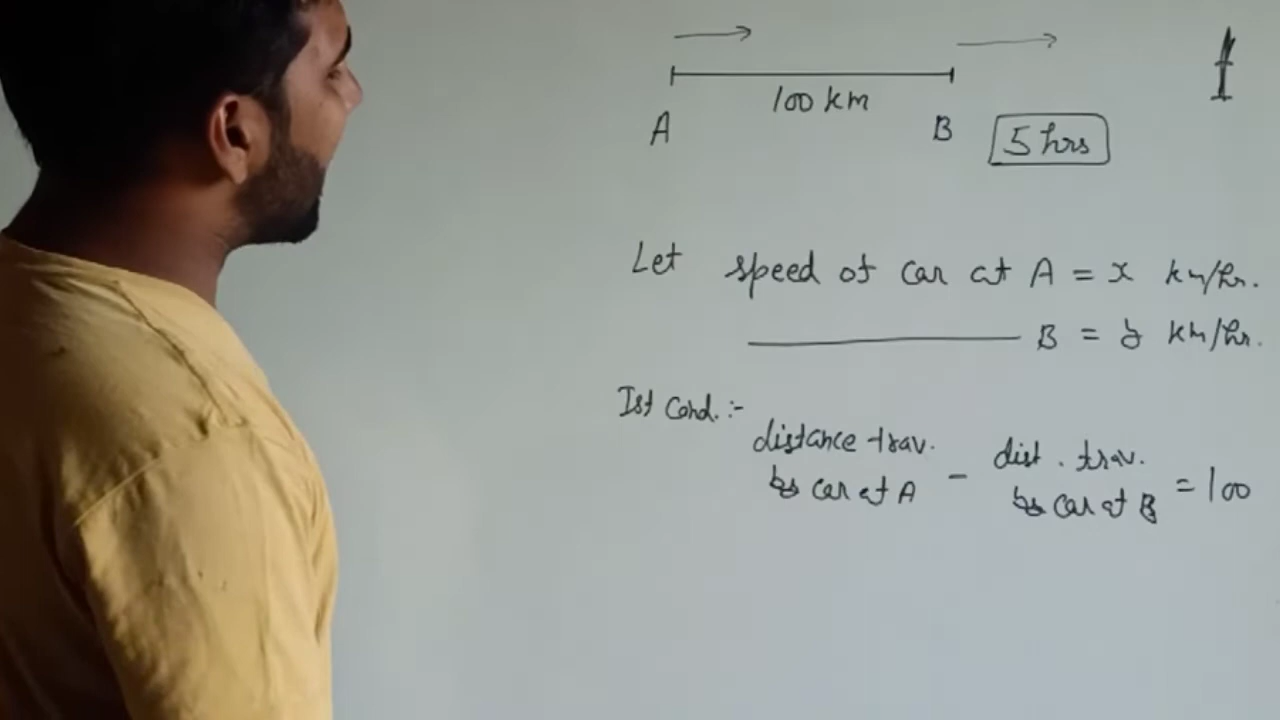 100 km
A B 5 hrs
Let speed of car at A = x km/hr.
B = y km/hr.
Ist Cond. :-
distance trav. dist. trav.
by car at A - by car at B = 100